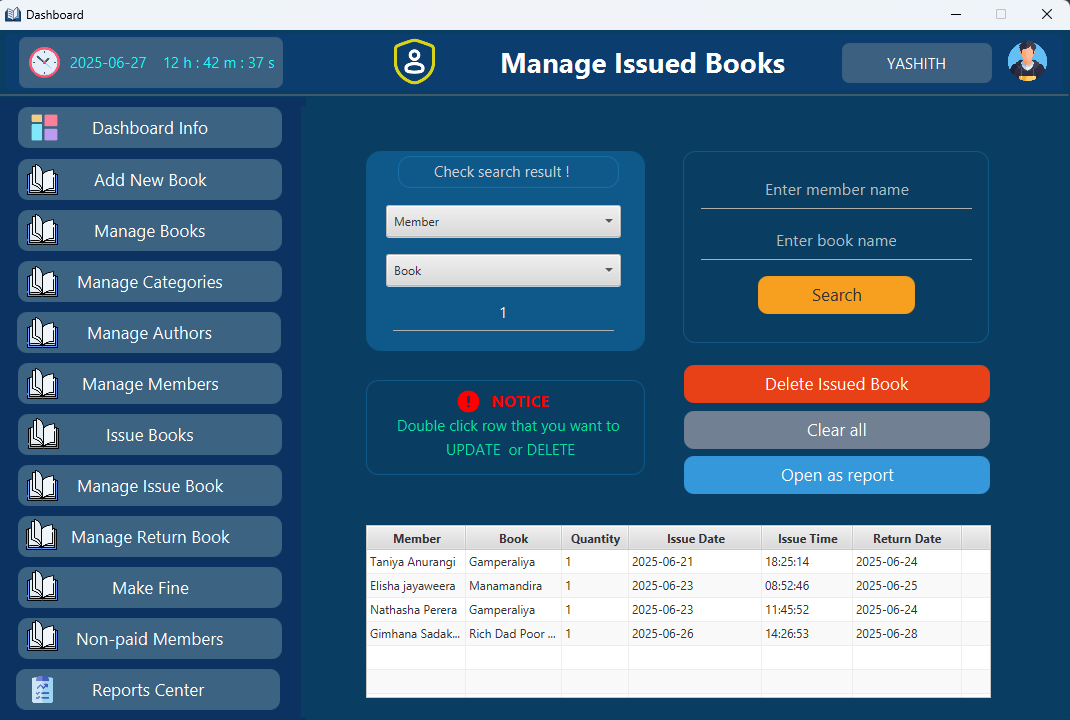 Dashboard
2025-06-27 12 h : 42 m : 37 s
Manage Issued Books
YASHITH
Dashboard Info
Add New Book
Manage Books
Manage Categories
Manage Authors
Manage Members
Issue Books
Manage Issue Book
Manage Return Book
Make Fine
Non-paid Members
Reports Center
Check search result !
Member
Book
1
Enter member name
Enter book name
Search
NOTICE
Double click row that you want to
UPDATE or DELETE
Delete Issued Book
Clear all
Open as report
Member Book Quantity Issue Date Issue Time Return Date
Taniya Anurangi Gamperaliya 1 2025-06-21 18:25:14 2025-06-24
Elisha jayaweera Manamandira 1 2025-06-23 08:52:46 2025-06-25
Nathasha Perera Gamperaliya 1 2025-06-23 11:45:52 2025-06-24
Gimhana Sadak... Rich Dad Poor ... 1 2025-06-26 14:26:53 2025-06-28